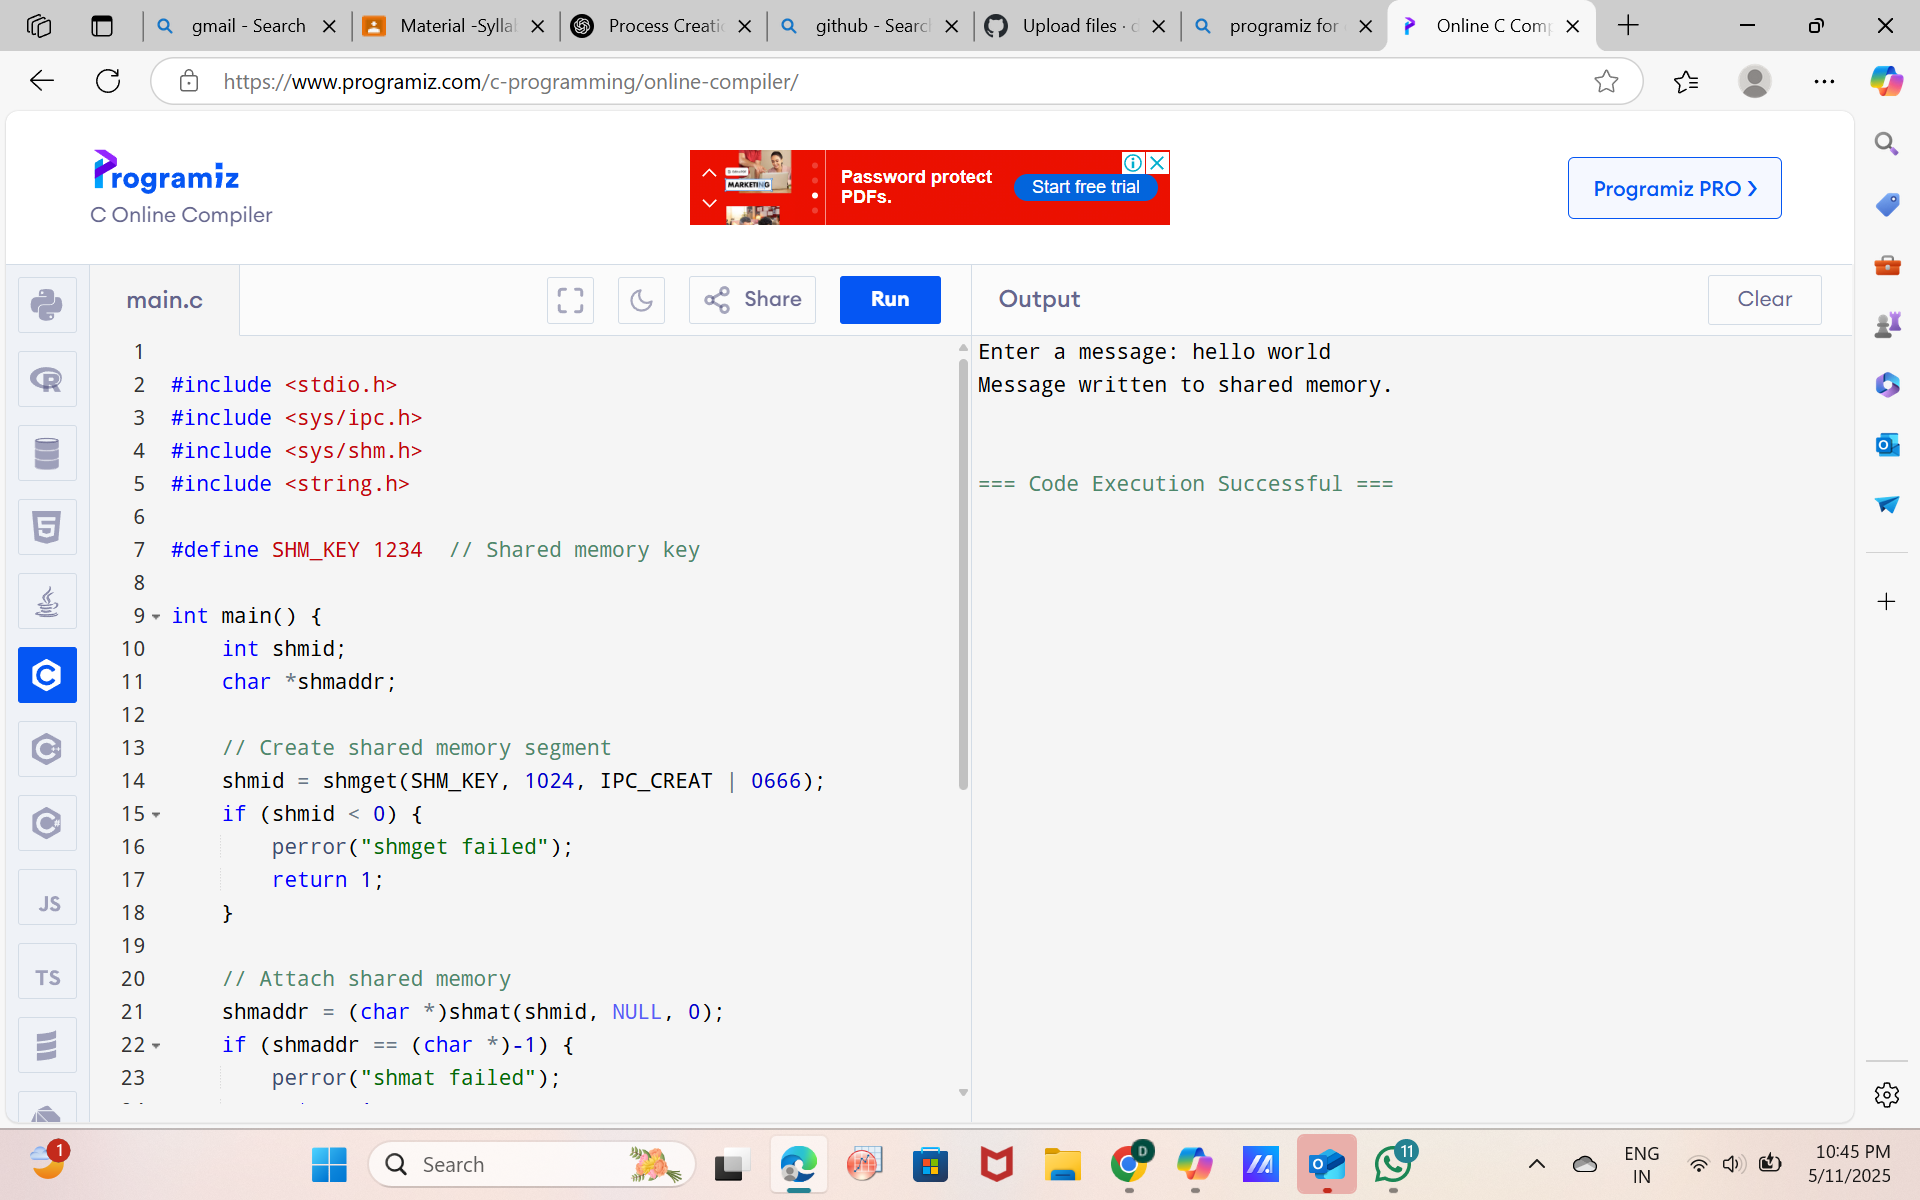 gmail - Search
Material -Sylla
Process Creatio
github - Search
Upload files · d
programiz for
Online C Comp
https://www.programiz.com/c-programming/online-compiler/
Programiz
C Online Compiler
MARKETING
Password protect
PDFs.
Start free trial
Programiz PRO
main.c
Share
Run
Output
Clear
1
2 #include <stdio.h>
3 #include <sys/ipc.h>
4 #include <sys/shm.h>
5 #include <string.h>
6
7 #define SHM_KEY 1234  // Shared memory key
8
9 int main() {
10     int shmid;
11     char *shmaddr;
12
13     // Create shared memory segment
14     shmid = shmget(SHM_KEY, 1024, IPC_CREAT | 0666);
15     if (shmid < 0) {
16         perror("shmget failed");
17         return 1;
18     }
19
20     // Attach shared memory
21     shmaddr = (char *)shmat(shmid, NULL, 0);
22     if (shmaddr == (char *)-1) {
23         perror("shmat failed");
Enter a message: hello world
Message written to shared memory.
=== Code Execution Successful ===
R
5
C
C
C
JS
TS
1
Search
D
11
ENG
IN
10:45 PM
5/11/2025